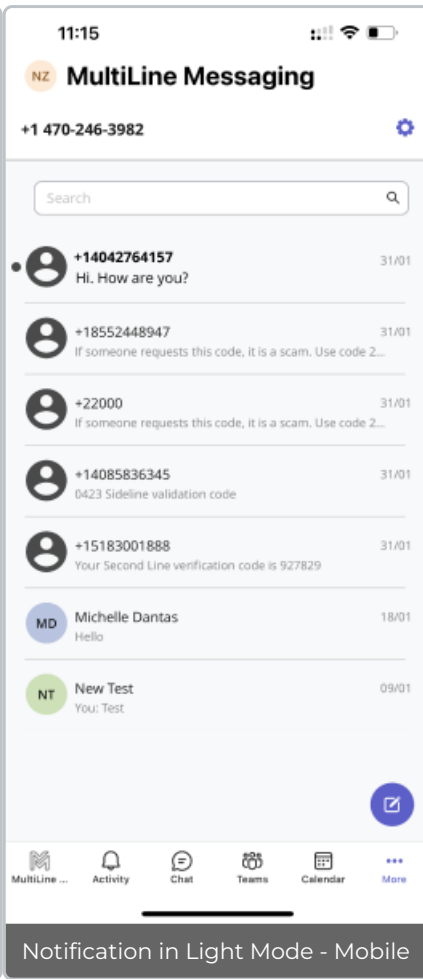 11:15
NZ MultiLine Messaging
+1 470-246-3982
Search
+14042764157 31/01
Hi. How are you?
+18552448947 31/01
If someone requests this code, it is a scam. Use code 2...
+22000 31/01
If someone requests this code, it is a scam. Use code 2...
+14085836345 31/01
0423 Sideline validation code
+15183001888 31/01
Your Second Line verification code is 927829
MD Michelle Dantas 18/01
Hello
NT New Test 09/01
You: Test
MultiLine ... Activity Chat Teams Calendar More
Notification in Light Mode - Mobile